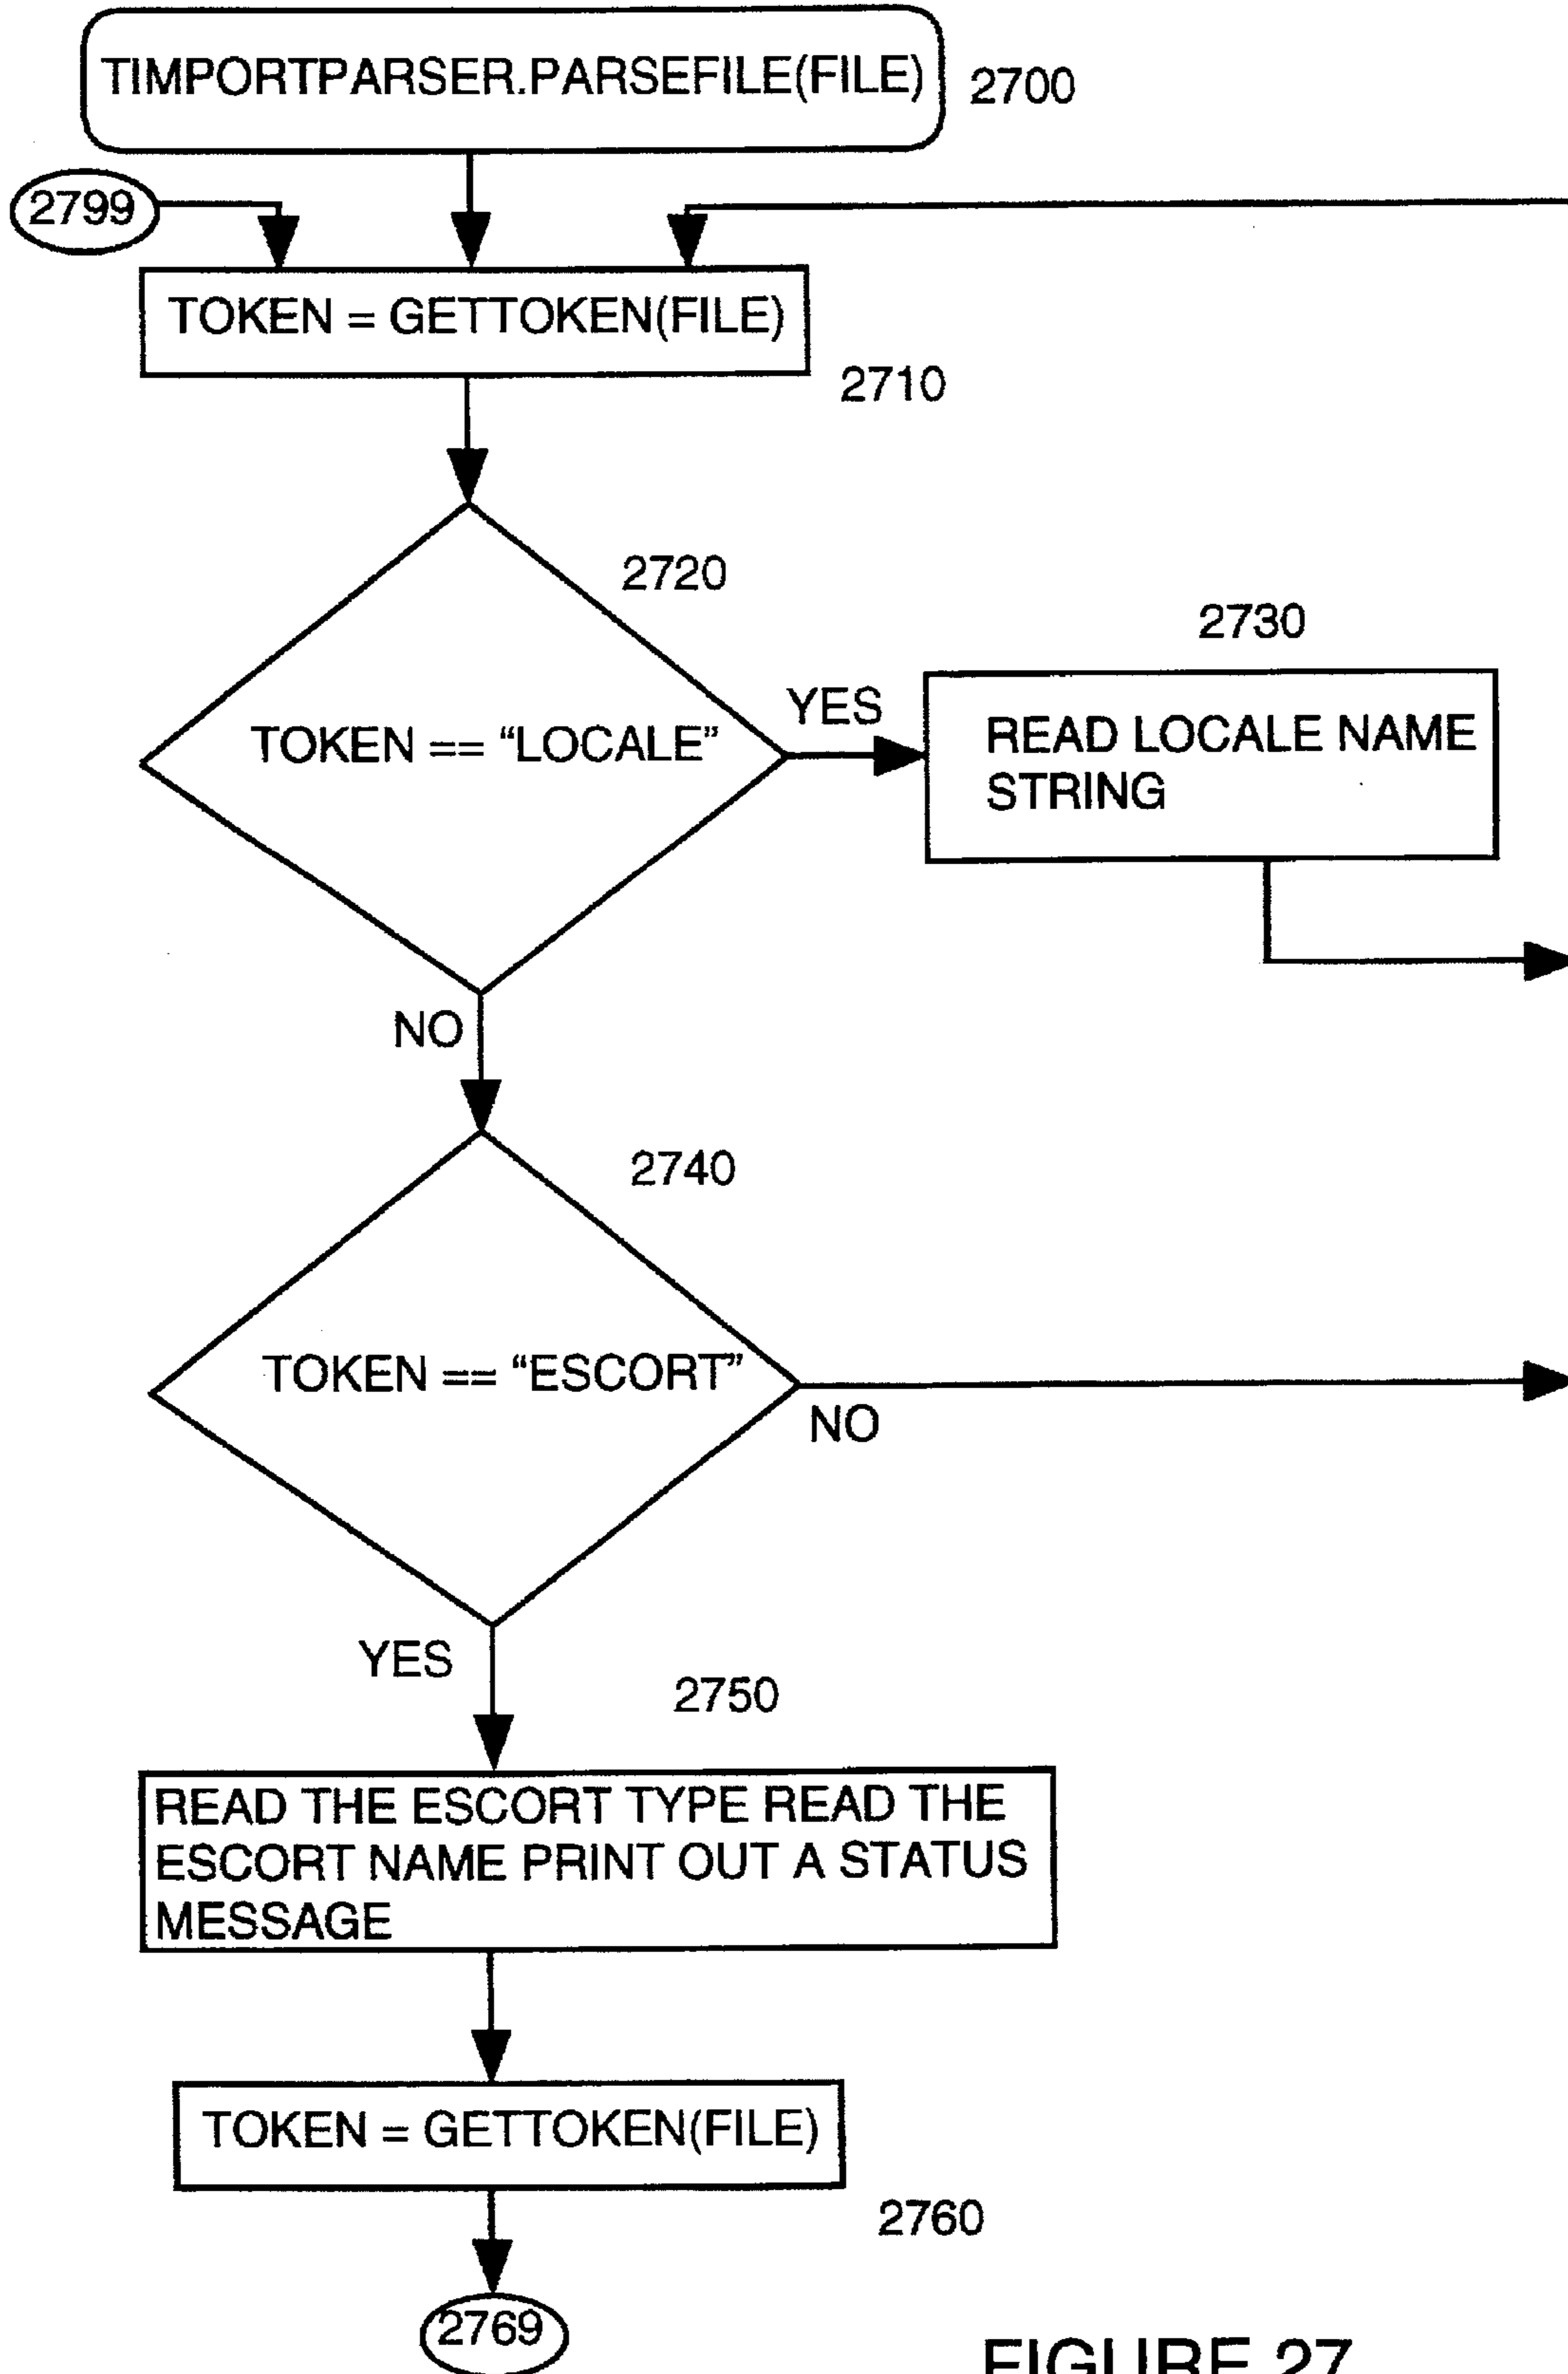 TIMPORTPARSER.PARSEFILE(FILE)
2700
2799
TOKEN = GETTOKEN(FILE)
2710
2720
2730
TOKEN == “LOCALE”
YES
READ LOCALE NAME
STRING
NO
2740
TOKEN == “ESCORT”
NO
YES
2750
READ THE ESCORT TYPE READ THE
ESCORT NAME PRINT OUT A STATUS
MESSAGE
TOKEN = GETTOKEN(FILE)
2760
2769
FIGURE 27